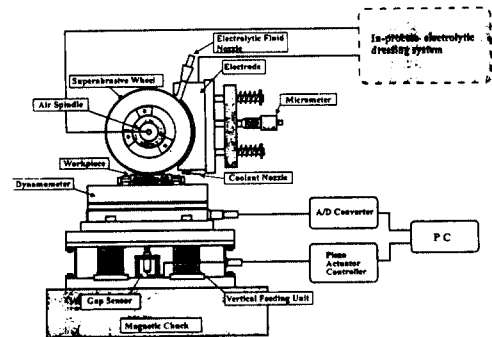 Electrolytic Fluid
Nozzle
In-process electrolytic
dressing system
Superabrasive Wheel
Electrode
Air Spindle
Micrometer
Workpiece
Coolant Nozzle
Dynamometer
A/D Converter
P C
Piezo
Actuator
Controller
Gap Sensor
Vertical Feeding Unit
Magnetic Chuck